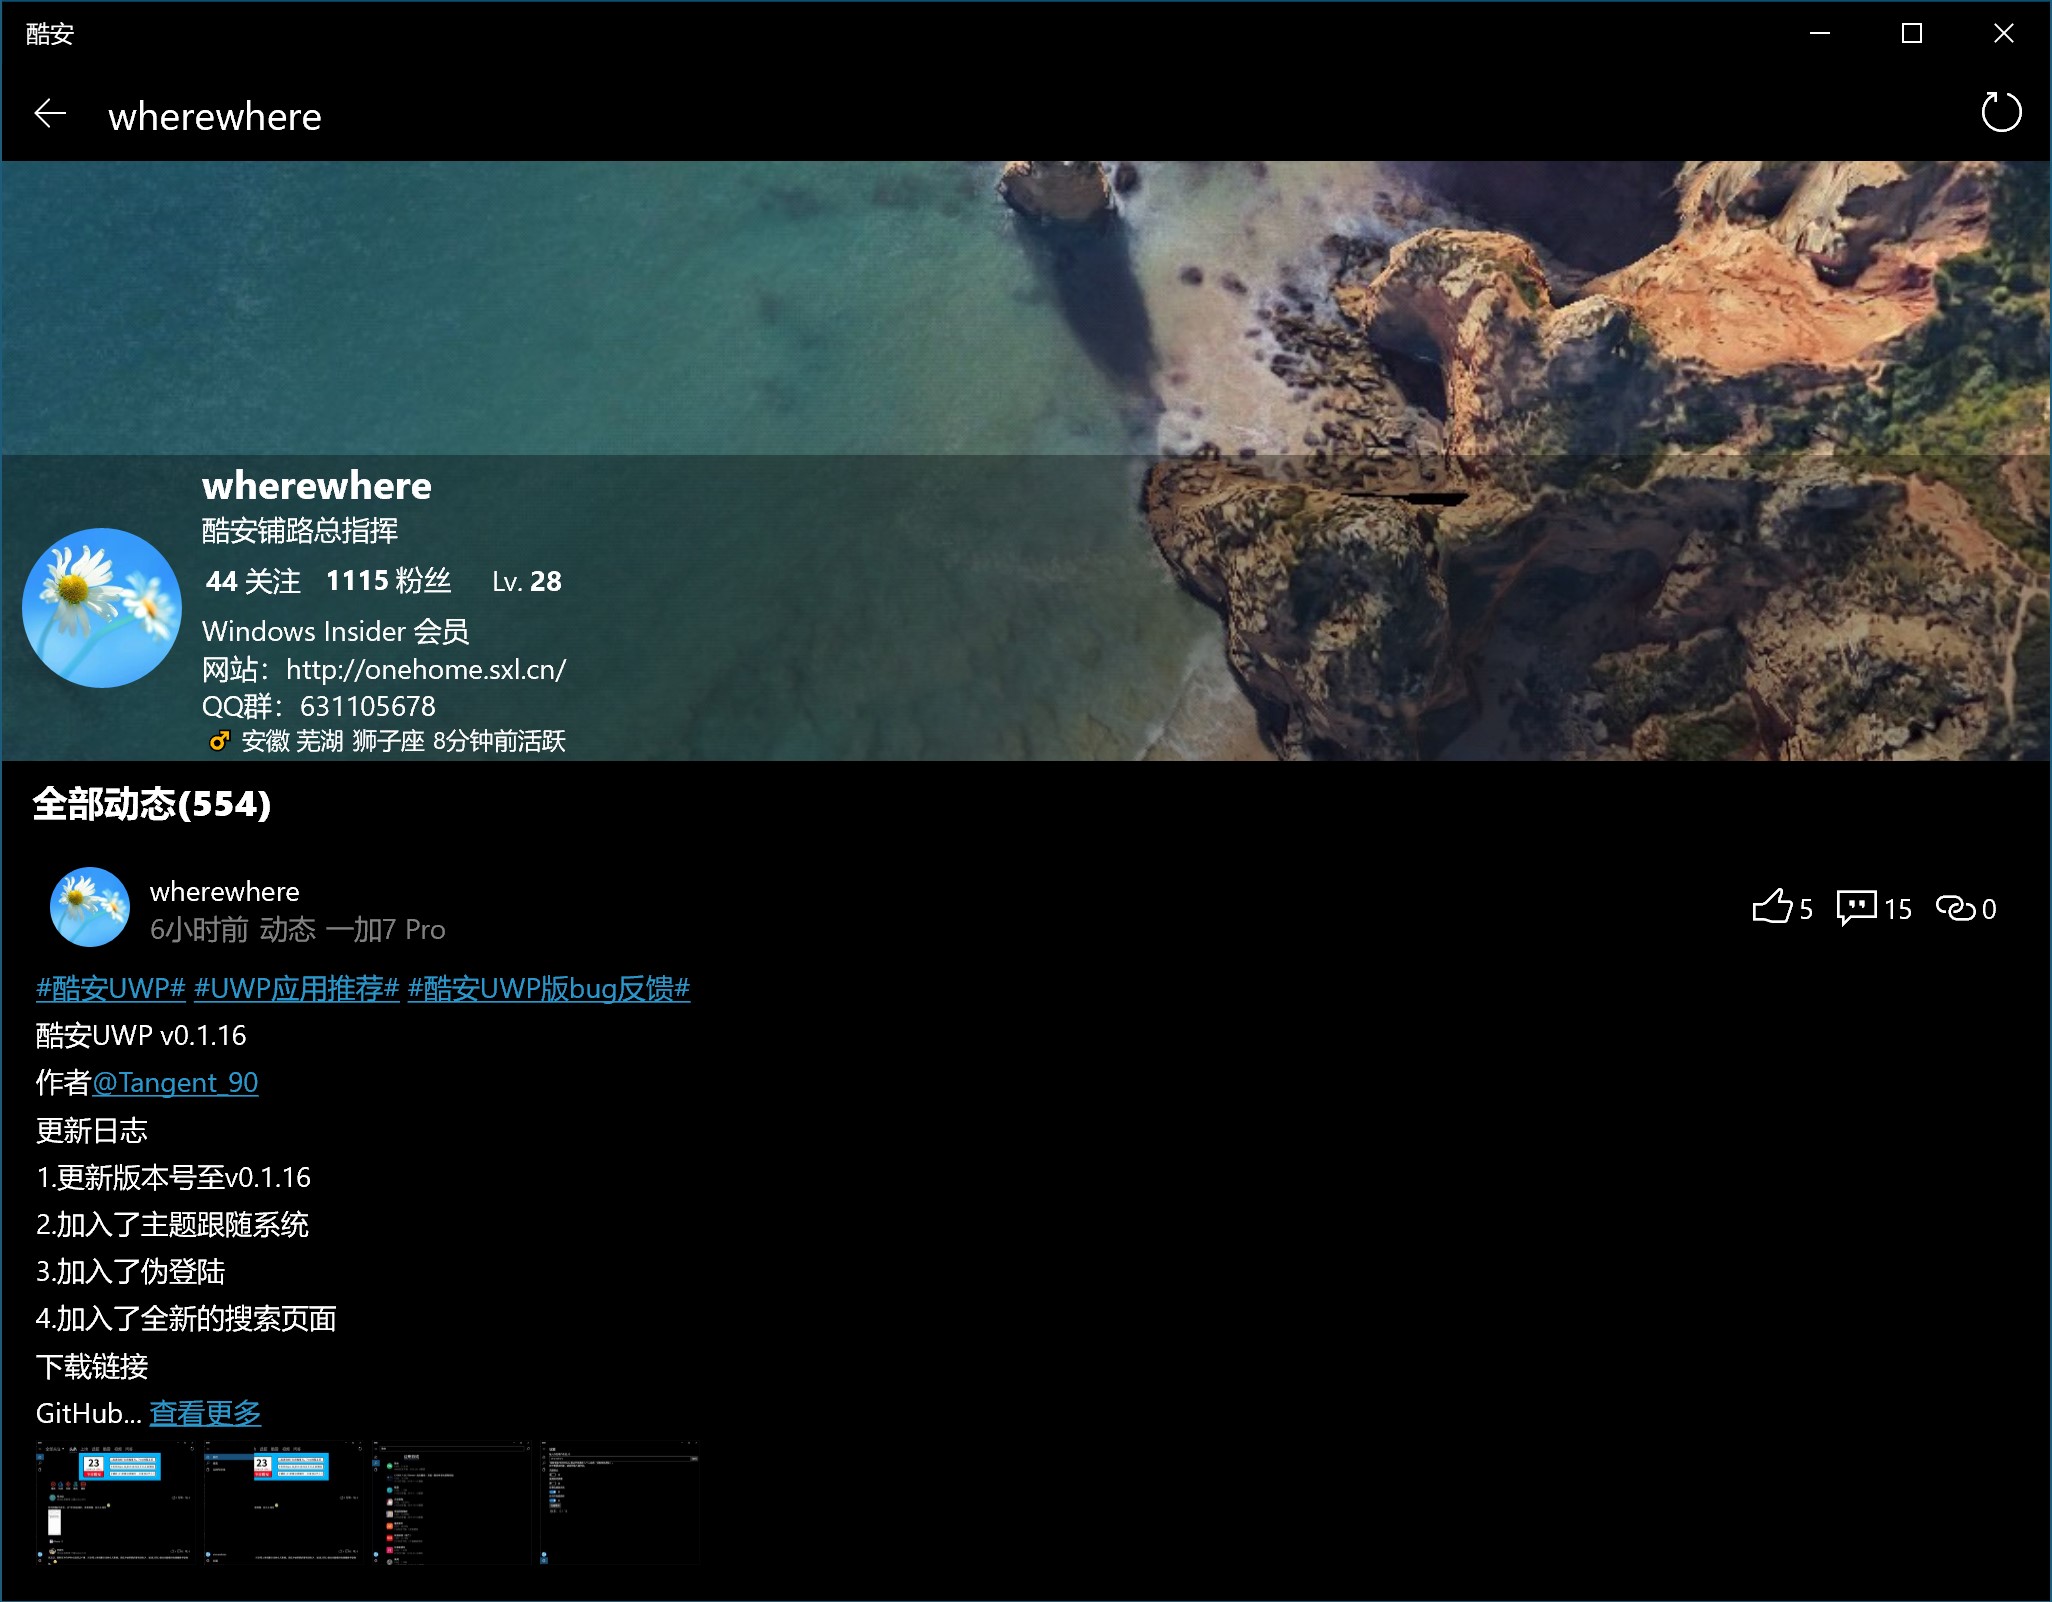 酷安
wherewhere
wherewhere
酷安铺路总指挥
44 关注 1115 粉丝 Lv. 28
Windows Insider 会员
网站：http://onehome.sxl.cn/
QQ群：631105678
♂ 安徽 芜湖 狮子座 8分钟前活跃
全部动态(554)
wherewhere
6小时前 动态 一加7 Pro
5 15 0
#酷安UWP# #UWP应用推荐# #酷安UWP版bug反馈#
酷安UWP v0.1.16
作者@Tangent_90
更新日志
1.更新版本号至v0.1.16
2.加入了主题跟随系统
3.加入了伪登陆
4.加入了全新的搜索页面
下载链接
GitHub... 查看更多
23
23